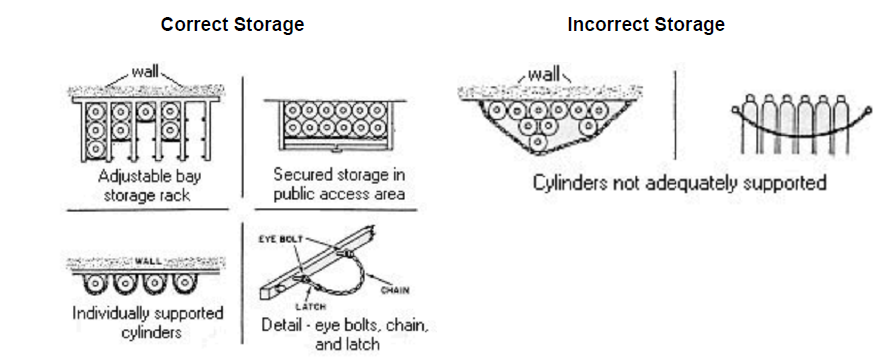 Correct Storage
Incorrect Storage
wall
Adjustable bay
storage rack
Secured storage in
public access area
WALL
Individually supported
cylinders
EYE BOLT
CHAIN
LATCH
Detail - eye bolts, chain,
and latch
wall
Cylinders not adequately supported